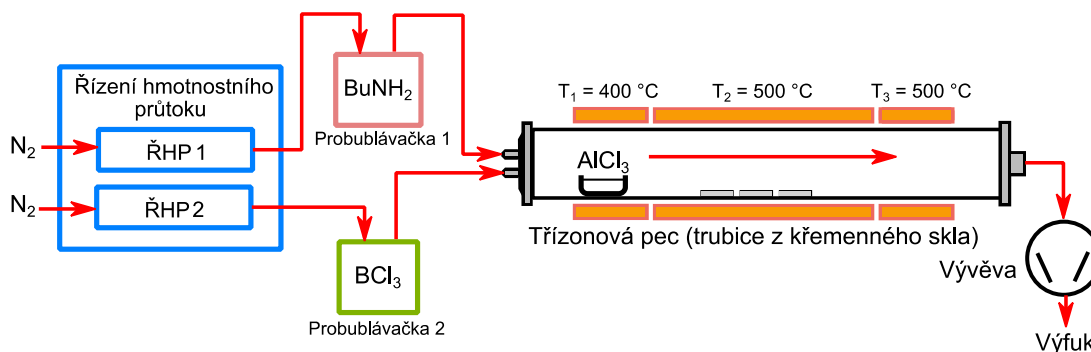 Řízení hmotnostního
průtoku
N₂
ŘHP 1
N₂
ŘHP 2
BuNH₂
Probublávačka 1
BCl₃
Probublávačka 2
T₁ = 400 °C
T₂ = 500 °C
T₃ = 500 °C
AlCl₃
Třízonová pec (trubice z křemenného skla)
Vývěva
Výfuk